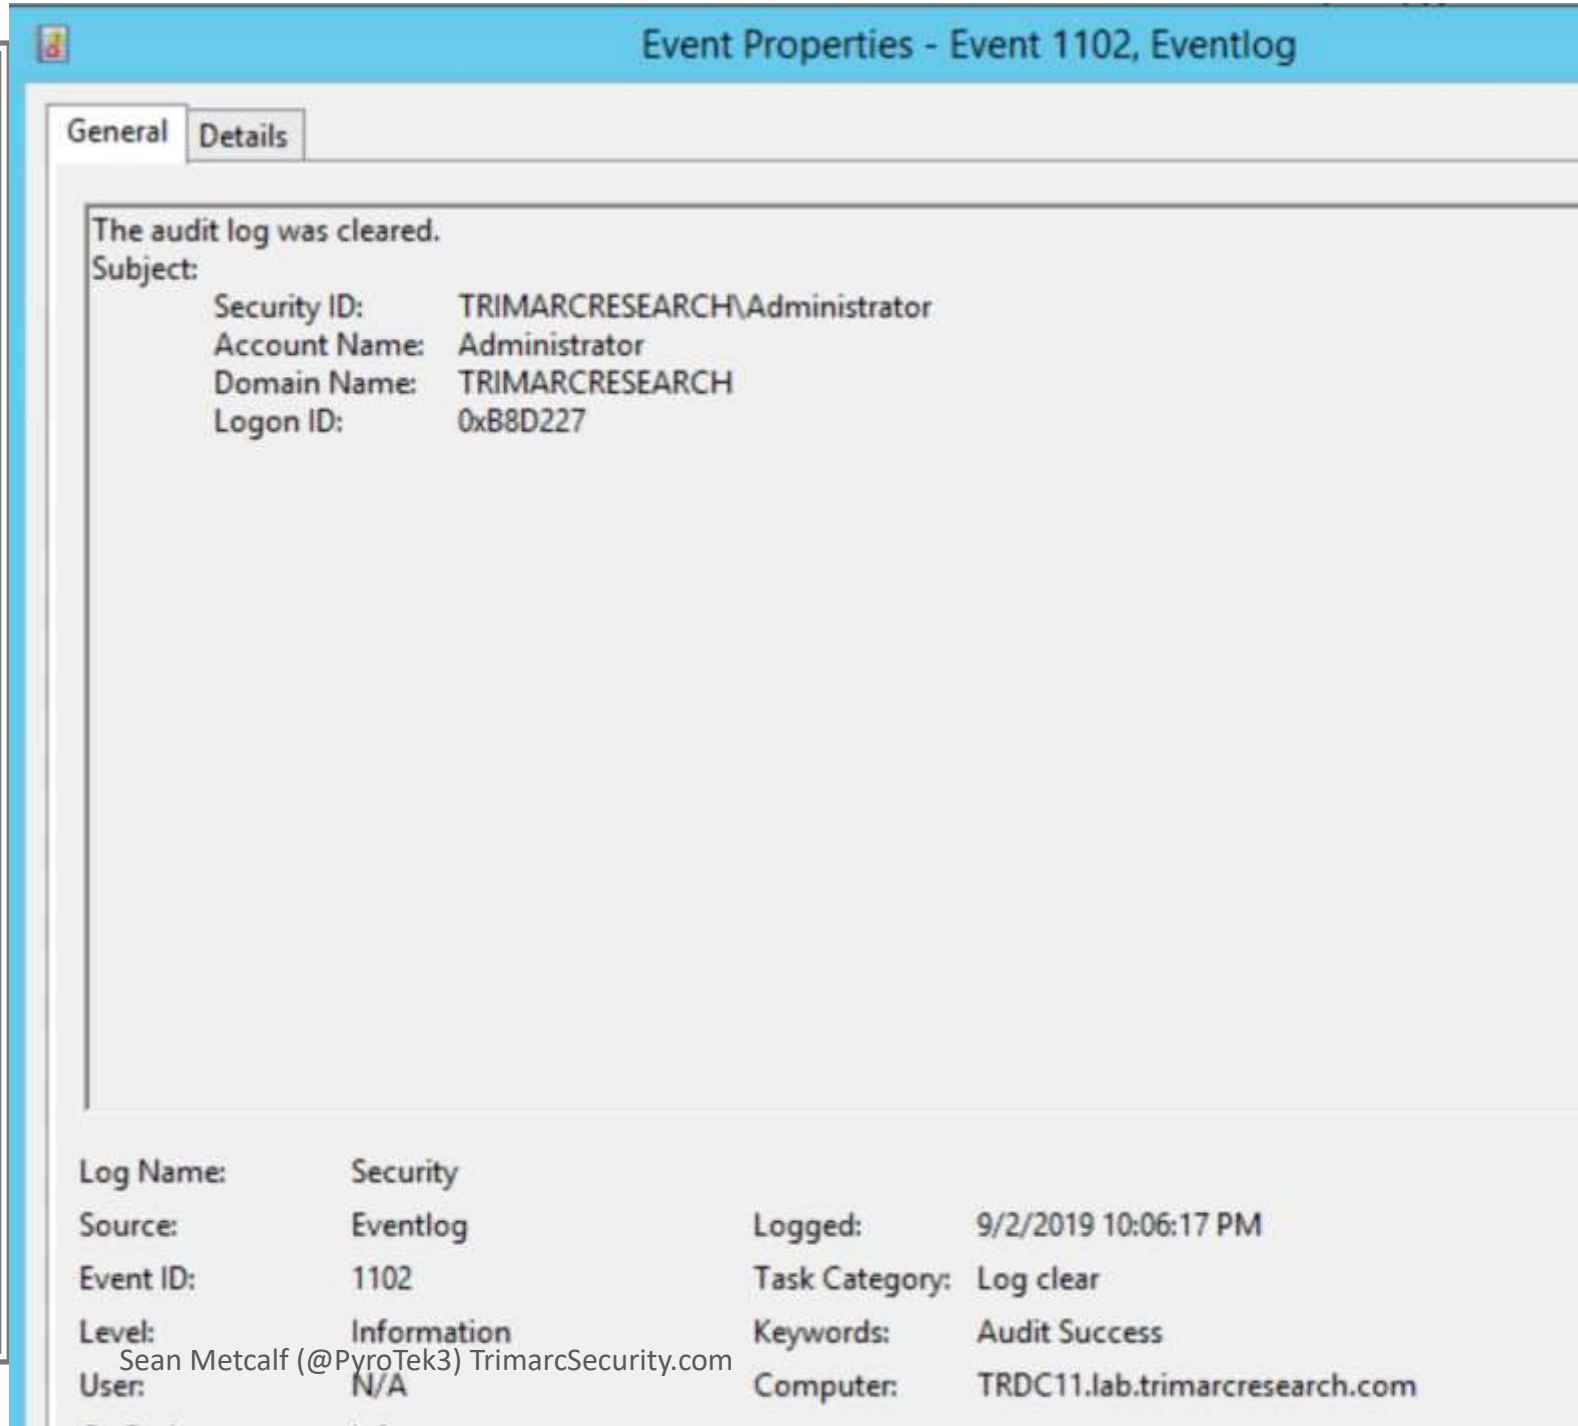 Event Properties - Event 1102, Eventlog
General Details
The audit log was cleared.
Subject:
Security ID: TRIMARCRESEARCH\Administrator
Account Name: Administrator
Domain Name: TRIMARCRESEARCH
Logon ID: 0xB8D227
Log Name: Security
Source: Eventlog Logged: 9/2/2019 10:06:17 PM
Event ID: 1102 Task Category: Log clear
Level: Information Keywords: Audit Success
Sean Metcalf (@PyroTek3) TrimarcSecurity.com
User: N/A Computer: TRDC11.lab.trimarcresearch.com